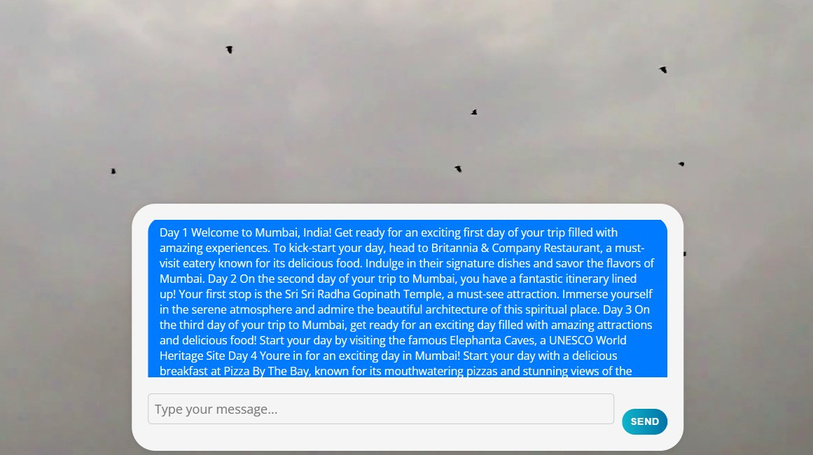 Day 1 Welcome to Mumbai, India! Get ready for an exciting first day of your trip filled with
amazing experiences. To kick-start your day, head to Britannia & Company Restaurant, a must-
visit eatery known for its delicious food. Indulge in their signature dishes and savor the flavors of
Mumbai. Day 2 On the second day of your trip to Mumbai, you have a fantastic itinerary lined
up! Your first stop is the Sri Sri Radha Gopinath Temple, a must-see attraction. Immerse yourself
in the serene atmosphere and admire the beautiful architecture of this spiritual place. Day 3 On
the third day of your trip to Mumbai, get ready for an exciting day filled with amazing attractions
and delicious food! Start your day by visiting the famous Elephanta Caves, a UNESCO World
Heritage Site Day 4 Youre in for an exciting day in Mumbai! Start your day with a delicious
breakfast at Pizza By The Bay, known for its mouthwatering pizzas and stunning views of the
Type your message...
SEND